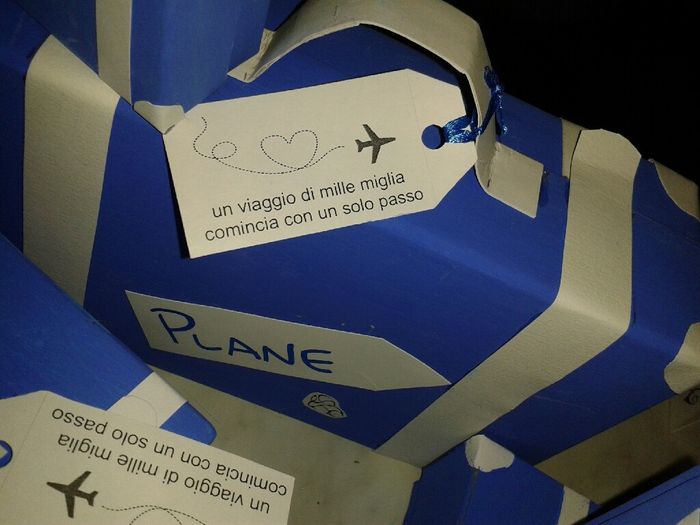 un viaggio di mille miglia
comincia con un solo passo
PLANE
un viaggio di mille miglia
comincia con un solo passo